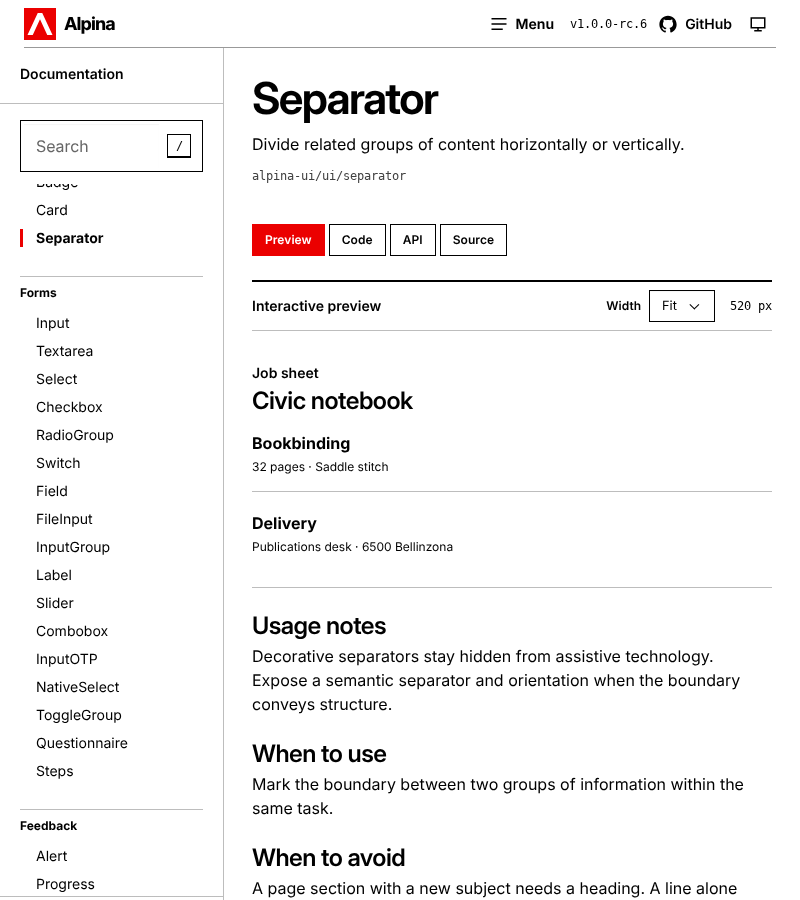 Alpina
Menu
v1.0.0-rc.6
GitHub
Documentation
Search
/
Badge
Card
Separator
Forms
Input
Textarea
Select
Checkbox
RadioGroup
Switch
Field
FileInput
InputGroup
Label
Slider
Combobox
InputOTP
NativeSelect
ToggleGroup
Questionnaire
Steps
Feedback
Alert
Progress
Separator
Divide related groups of content horizontally or vertically.
alpina-ui/ui/separator
Preview
Code
API
Source
Interactive preview
Width
Fit
520 px
Job sheet
Civic notebook
Bookbinding
32 pages · Saddle stitch
Delivery
Publications desk · 6500 Bellinzona
Usage notes
Decorative separators stay hidden from assistive technology.
Expose a semantic separator and orientation when the boundary
conveys structure.
When to use
Mark the boundary between two groups of information within the
same task.
When to avoid
A page section with a new subject needs a heading. A line alone